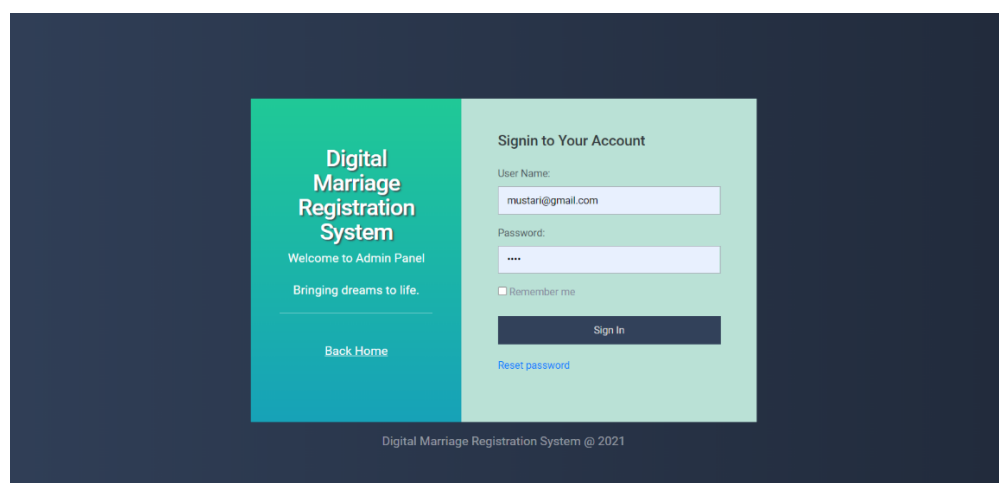 Digital
Marriage
Registration
System
Welcome to Admin Panel
Bringing dreams to life.
Back Home
Signin to Your Account
User Name:
mustari@gmail.com
Password:
••••
Remember me
Sign In
Reset password
Digital Marriage Registration System @ 2021